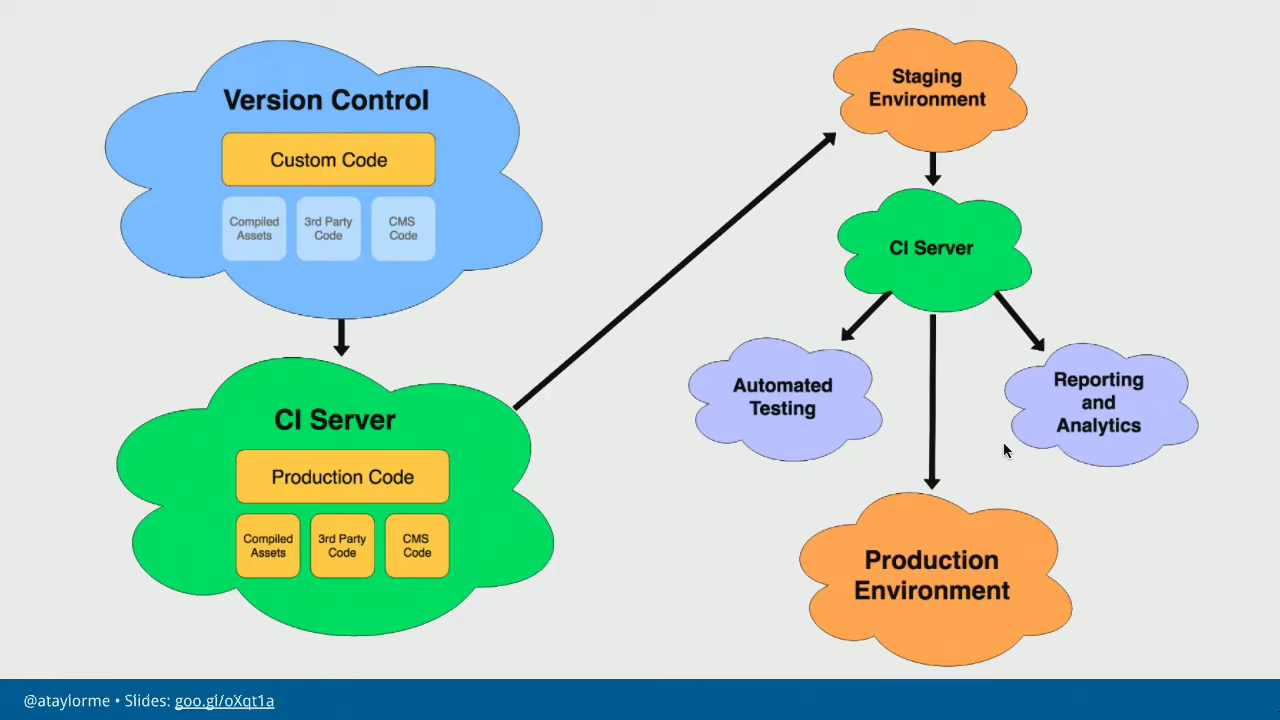 Version Control
Custom Code
Compiled
Assets
3rd Party
Code
CMS
Code
CI Server
Production Code
Compiled
Assets
3rd Party
Code
CMS
Code
Staging
Environment
CI Server
Automated
Testing
Reporting
and
Analytics
Production
Environment
@ataylorme • Slides: goo.gl/oXqt1a